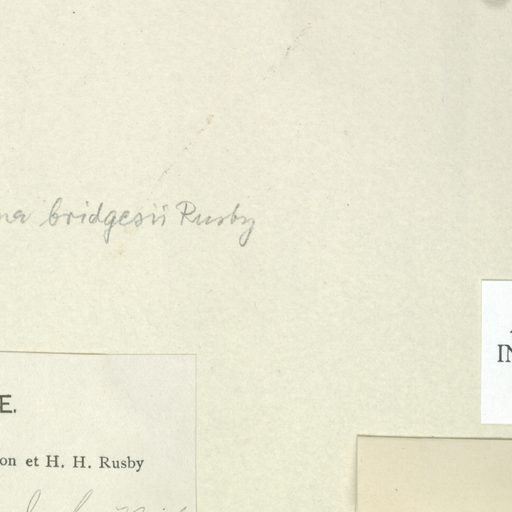 na bridgesii Rusby
IN
E.
on et H. H. Rusby